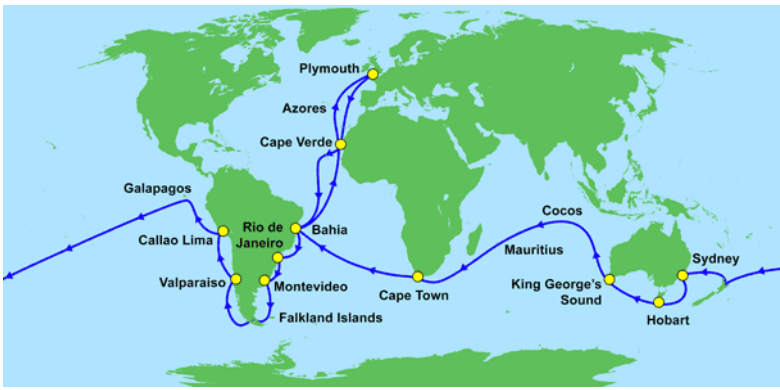 Plymouth
Azores
Cape Verde
Galapagos
Rio de
Janeiro
Bahia
Callao Lima
Cocos
Mauritius
Sydney
Valparaiso
Montevideo
Cape Town
King George's
Sound
Falkland Islands
Hobart